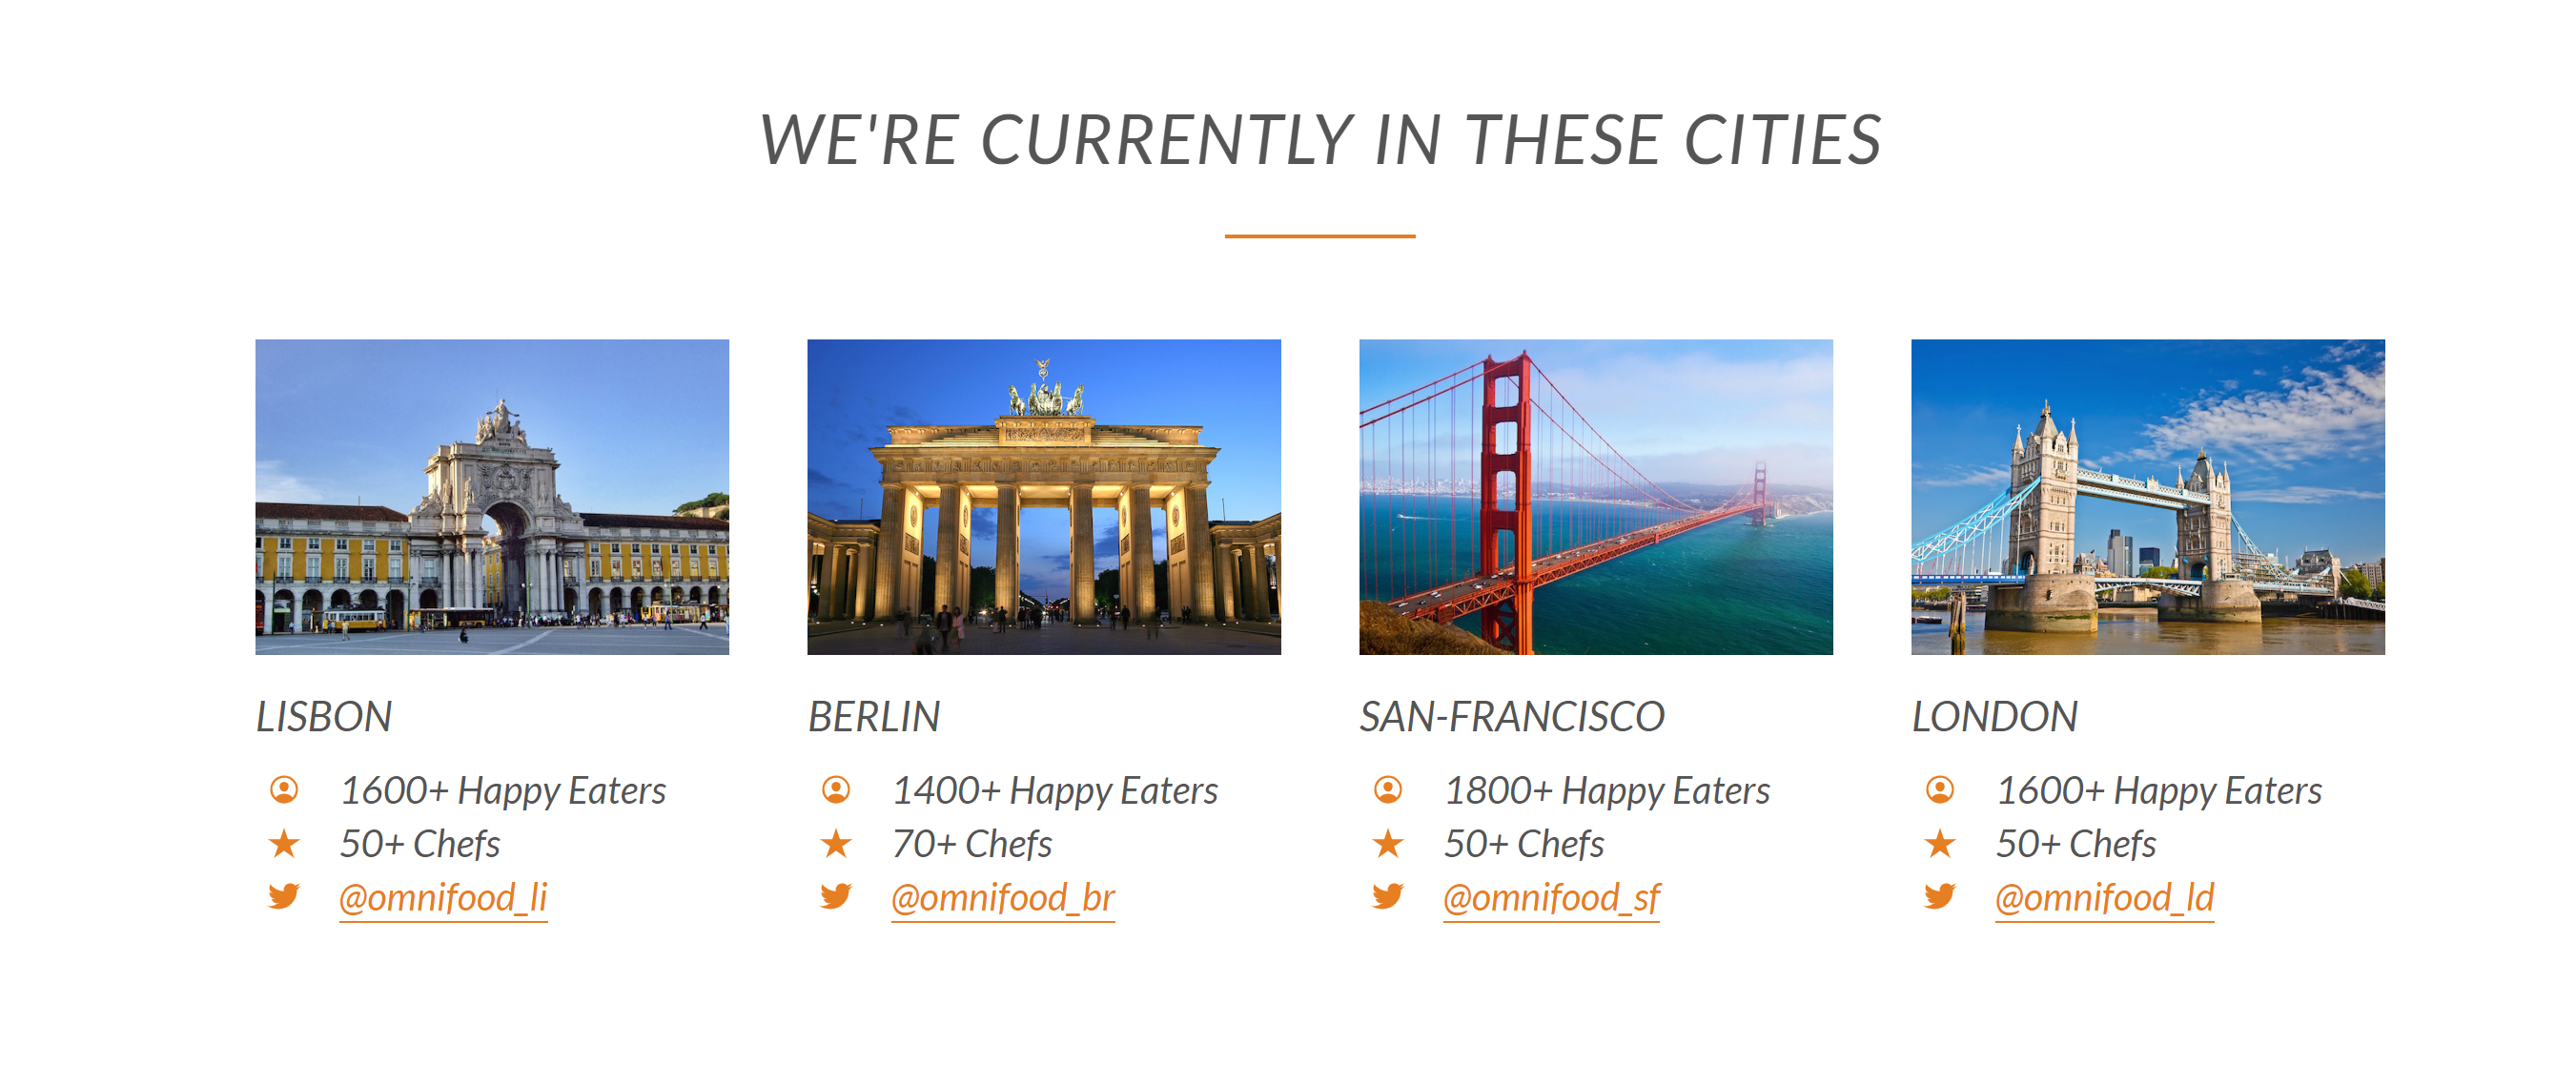 WE'RE CURRENTLY IN THESE CITIES
LISBON
1600+ Happy Eaters
50+ Chefs
@omnifood_li
BERLIN
1400+ Happy Eaters
70+ Chefs
@omnifood_br
SAN-FRANCISCO
1800+ Happy Eaters
50+ Chefs
@omnifood_sf
LONDON
1600+ Happy Eaters
50+ Chefs
@omnifood_ld